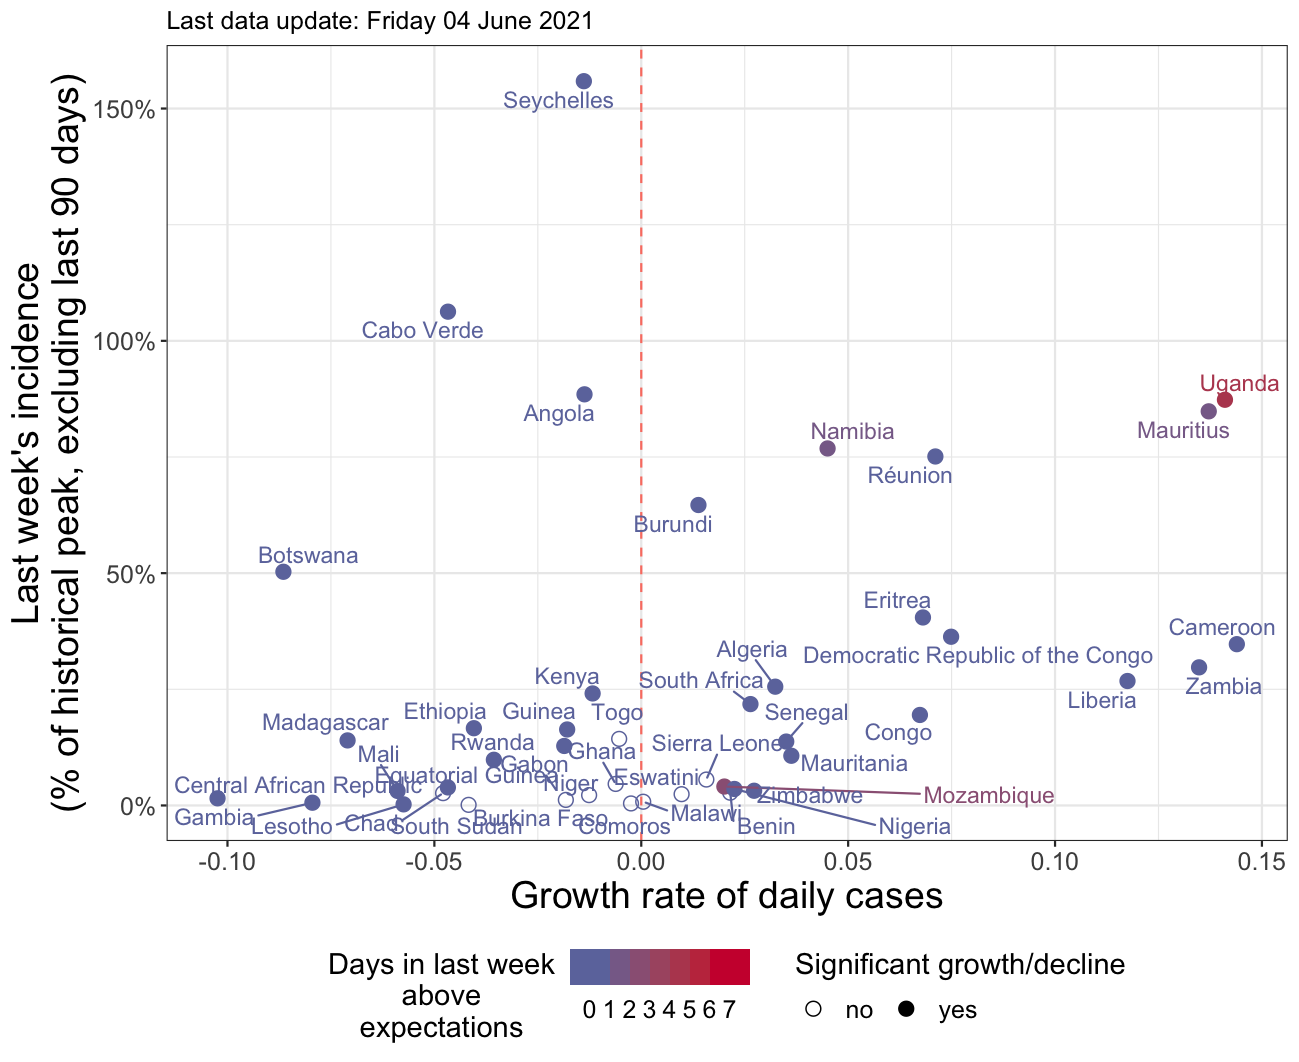 Last data update: Friday 04 June 2021
Last week's incidence
(% of historical peak, excluding last 90 days)
150%
100%
50%
0%
Seychelles
Cabo Verde
Uganda
Angola
Mauritius
Namibia
Réunion
Burundi
Botswana
Eritrea
Cameroon
Algeria
Democratic Republic of the Congo
South Africa
Kenya
Zambia
Liberia
Ethiopia
Guinea
Togo
Senegal
Madagascar
Congo
Rwanda
Sierra Leone
Mali
Ghana
Gabon
Mauritania
Equatorial Guinea
Eswatini
Central African Republic
Niger
Zimbabwe
Mozambique
Gambia
Burkina Faso
Malawi
Lesotho
Chad
South Sudan
Comoros
Benin
Nigeria
-0.10
-0.05
0.00
0.05
0.10
0.15
Growth rate of daily cases
Days in last week
above
expectations
0 1 2 3 4 5 6 7
Significant growth/decline
no
yes